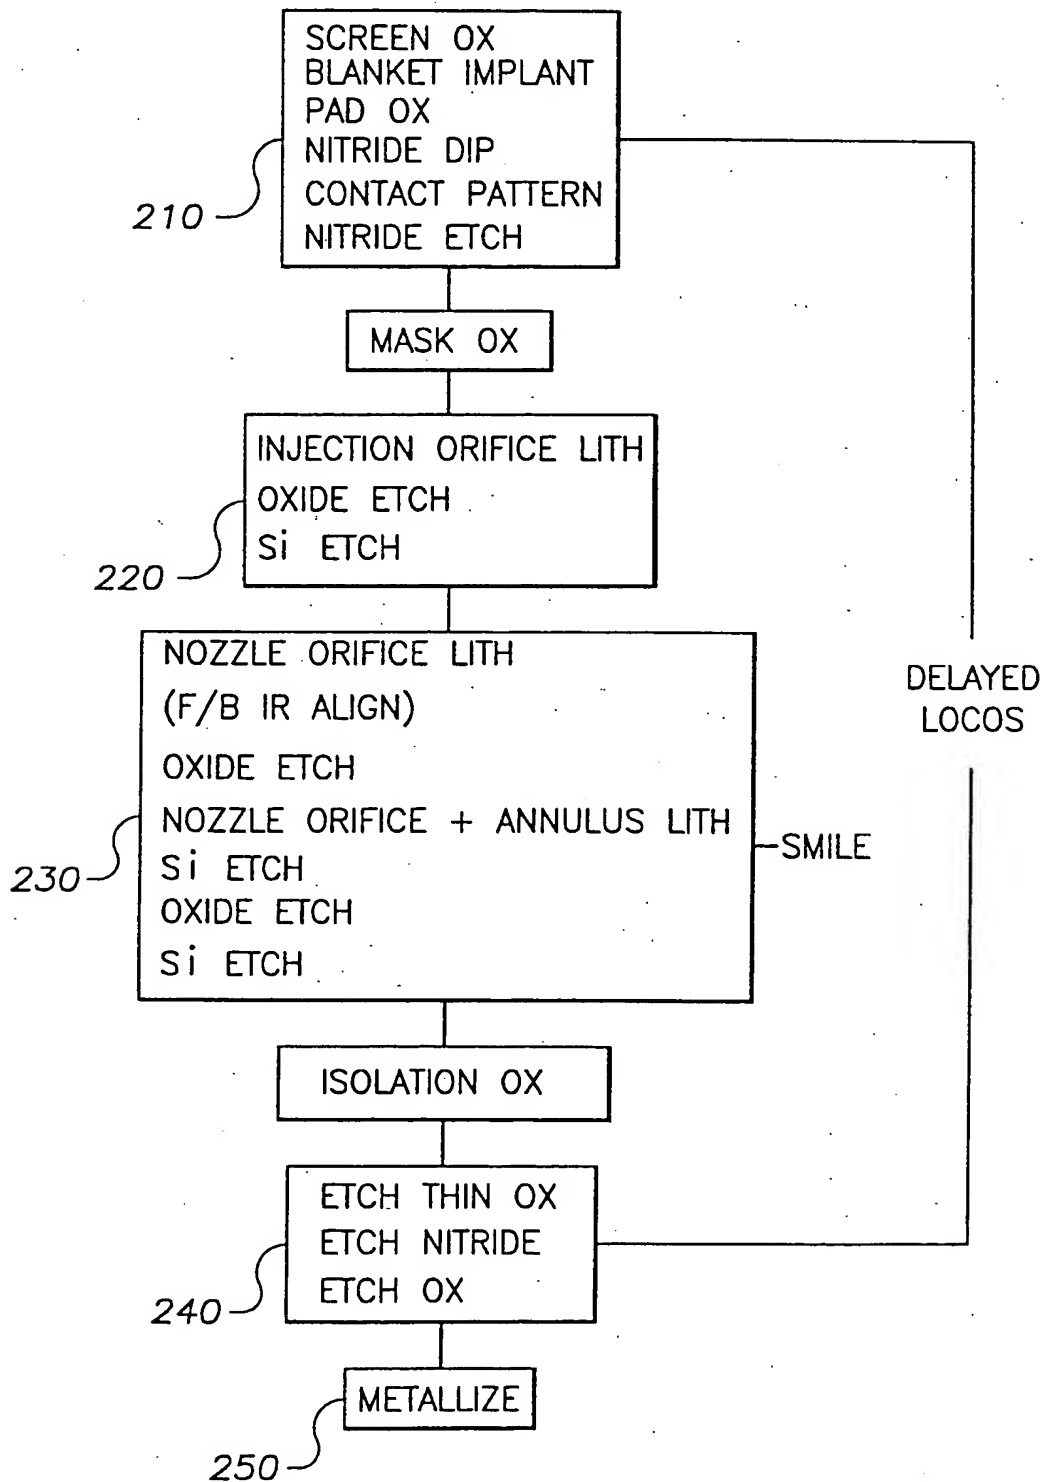 SCREEN OX
BLANKET IMPLANT
PAD OX
NITRIDE DIP
CONTACT PATTERN
NITRIDE ETCH
210
MASK OX
INJECTION ORIFICE LITH
OXIDE ETCH
Si ETCH
220
NOZZLE ORIFICE LITH
(F/B IR ALIGN)
OXIDE ETCH
NOZZLE ORIFICE + ANNULUS LITH
Si ETCH
OXIDE ETCH
Si ETCH
230
SMILE
DELAYED
LOCOS
ISOLATION OX
ETCH THIN OX
ETCH NITRIDE
ETCH OX
240
METALLIZE
250